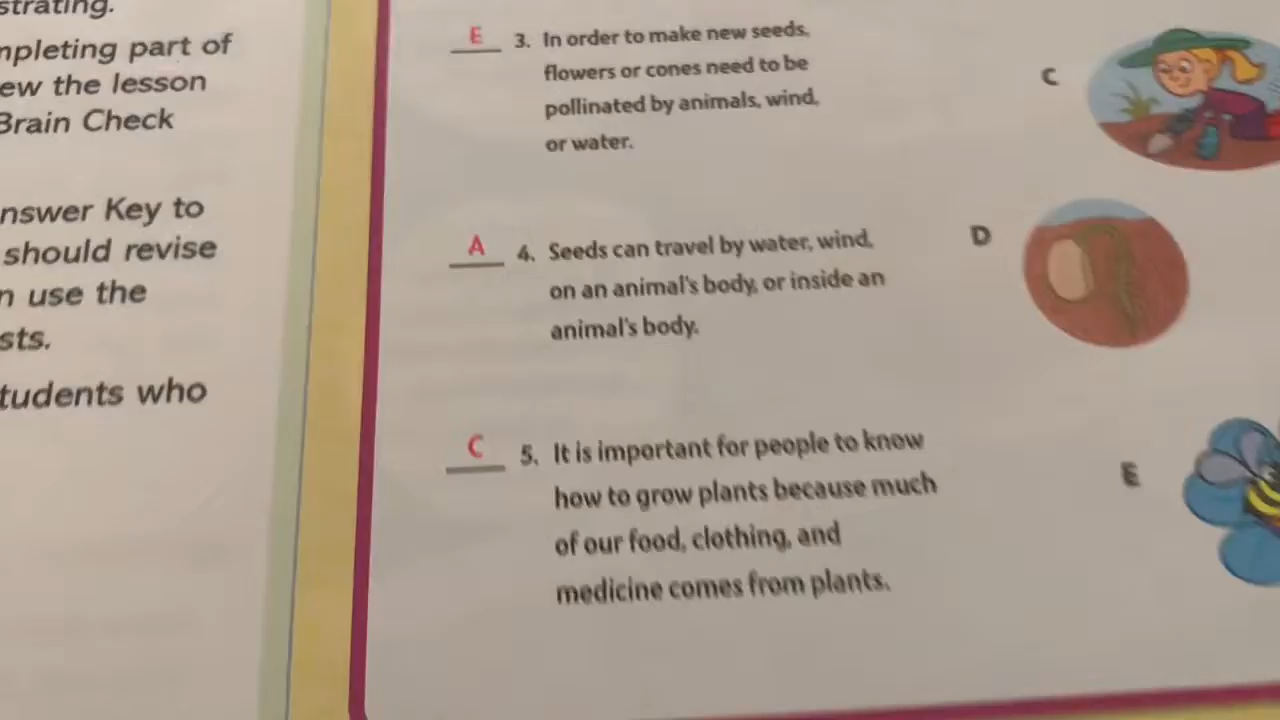 strating.
mpleting part of
ew the lesson
Brain Check
nswer Key to
should revise
n use the
sts.
tudents who
E 3. In order to make new seeds,
flowers or cones need to be
pollinated by animals, wind,
or water.
A 4. Seeds can travel by water, wind,
on an animal's body, or inside an
animal's body.
C 5. It is important for people to know
how to grow plants because much
of our food, clothing, and
medicine comes from plants.
C
D
E